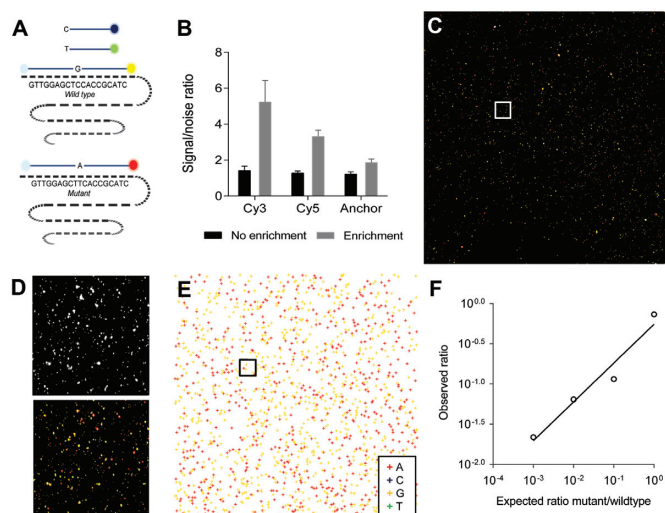 A
C
T
G
GTTGGAGCTCCACCGCATC
Wild type
A
GTTGGAGCTTCACCGCATC
Mutant
B
Signal/noise ratio
8
6
4
2
0
Cy3 Cy5 Anchor
No enrichment Enrichment
C
D
E
A
C
G
T
F
Observed ratio
10^0.0
10^-0.5
10^-1.0
10^-1.5
10^-2.0
10^-4 10^-3 10^-2 10^-1 10^0
Expected ratio mutant/wildtype